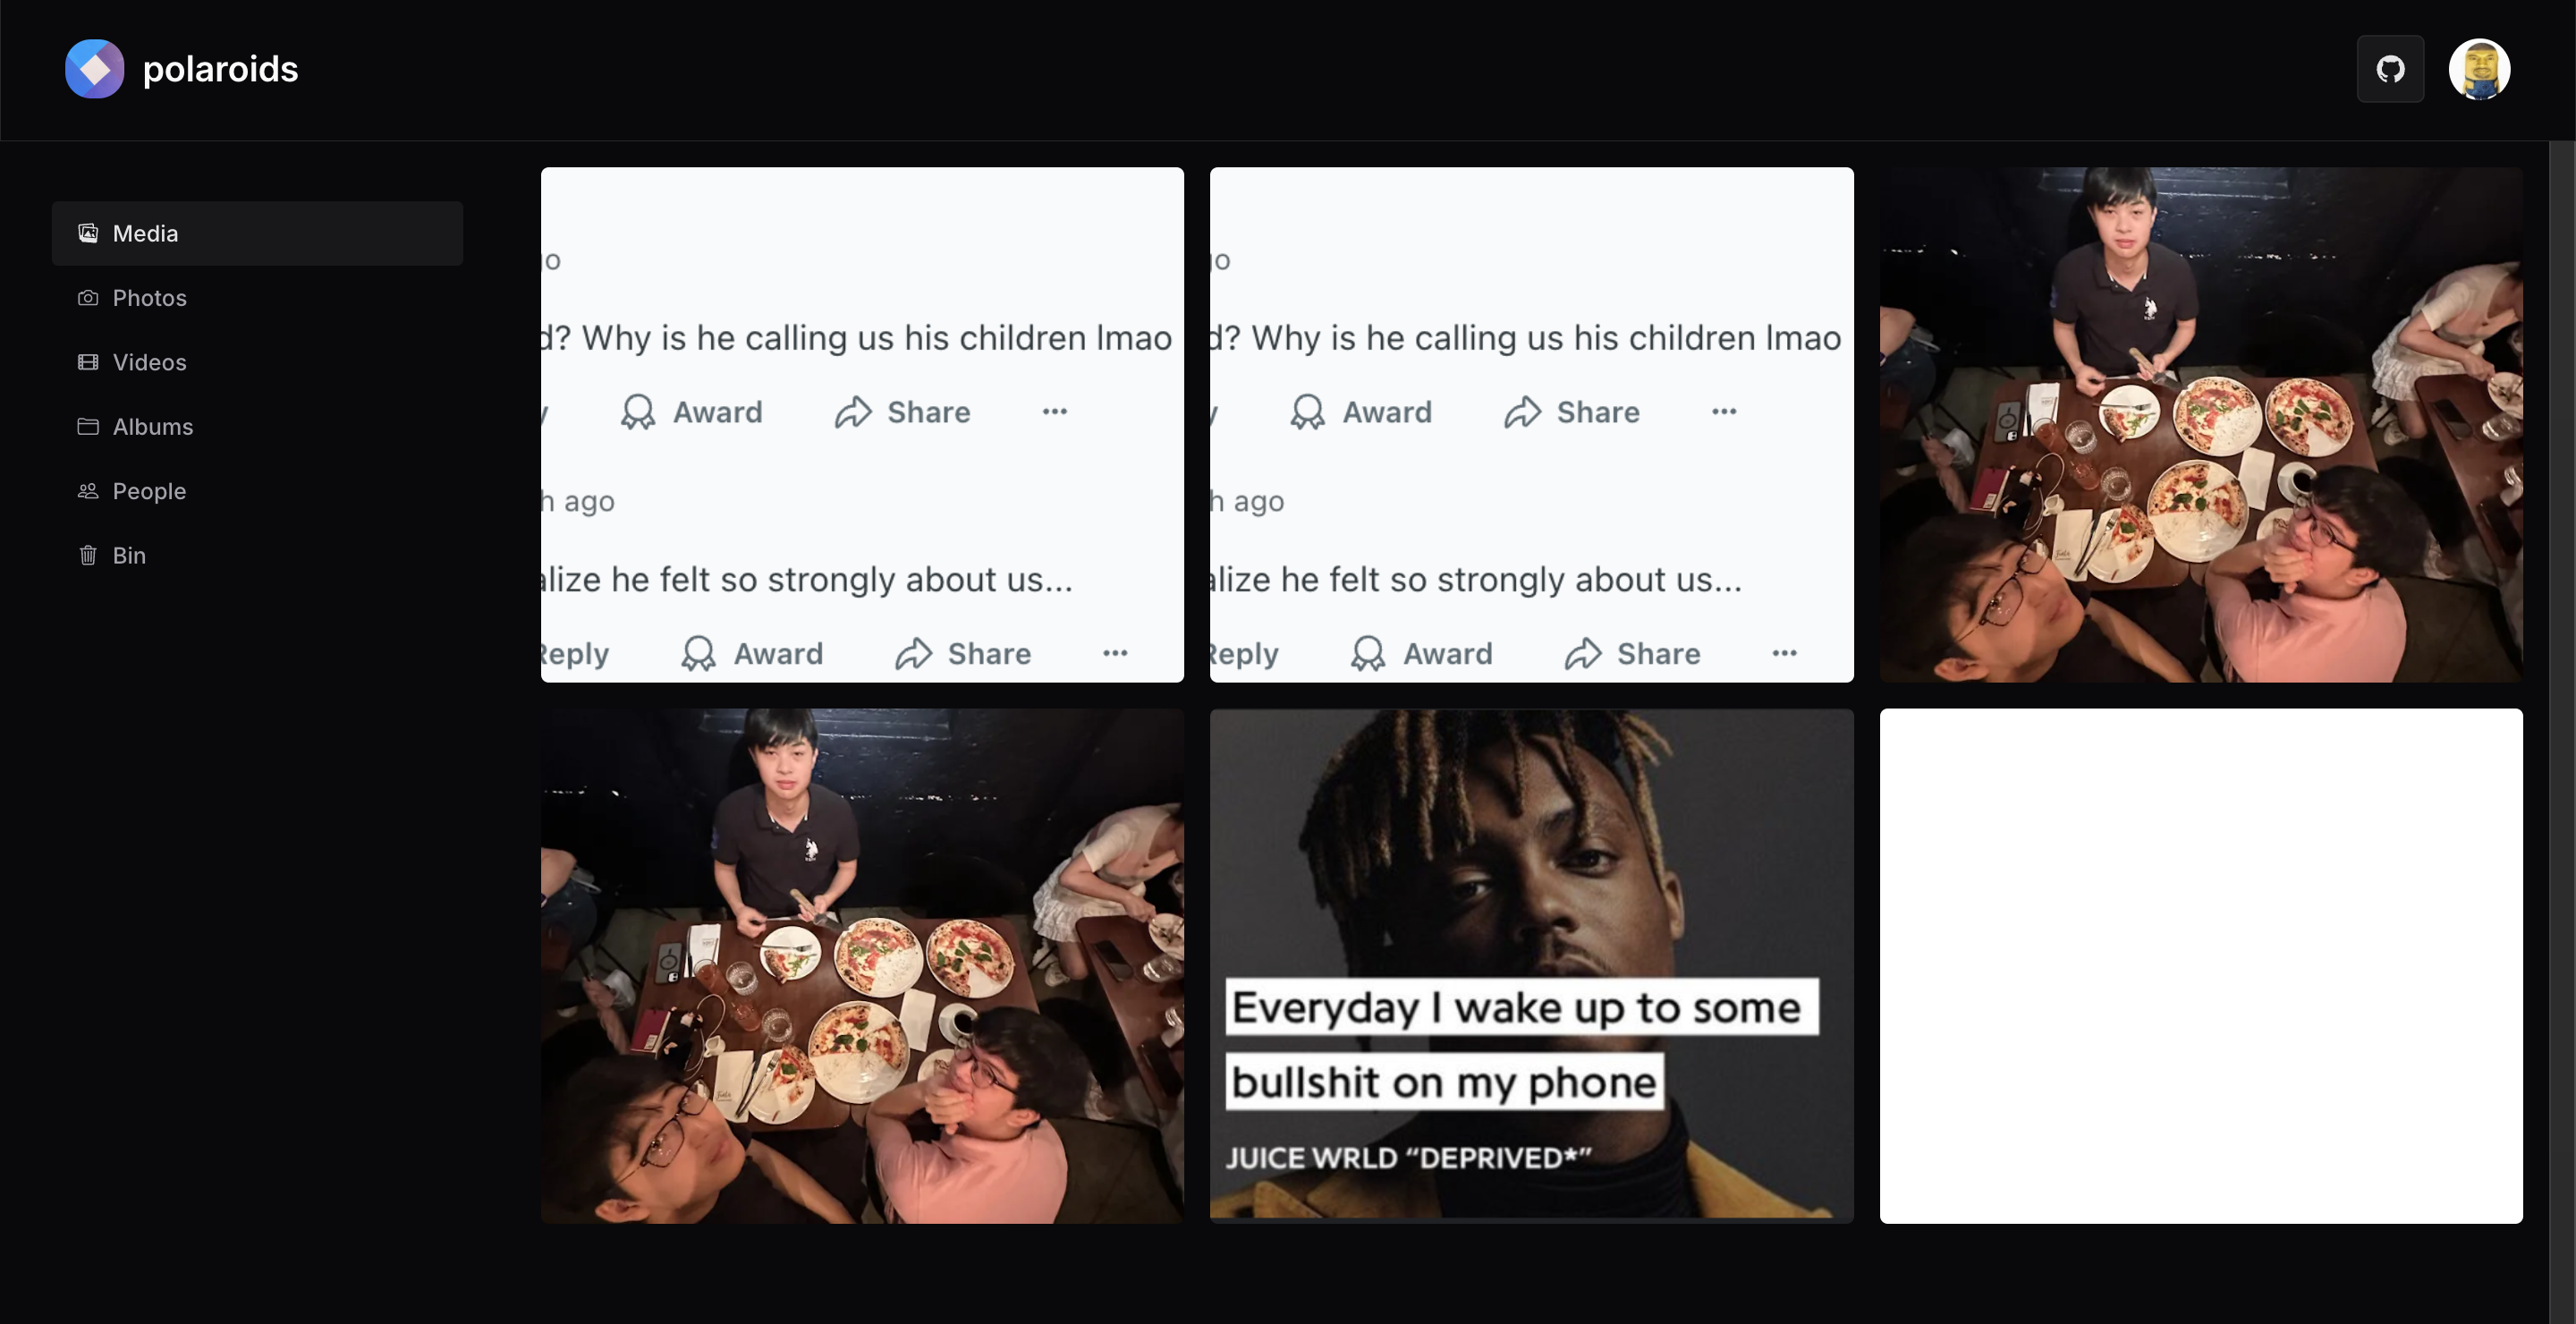 polaroids
Media
Photos
Videos
Albums
People
Bin
go
d? Why is he calling us his children lmao
y Award Share ...
h ago
alize he felt so strongly about us...
Reply Award Share ...
go
d? Why is he calling us his children lmao
y Award Share ...
h ago
alize he felt so strongly about us...
Reply Award Share ...
Everyday I wake up to some
bullshit on my phone
JUICE WRLD “DEPRIVED*”